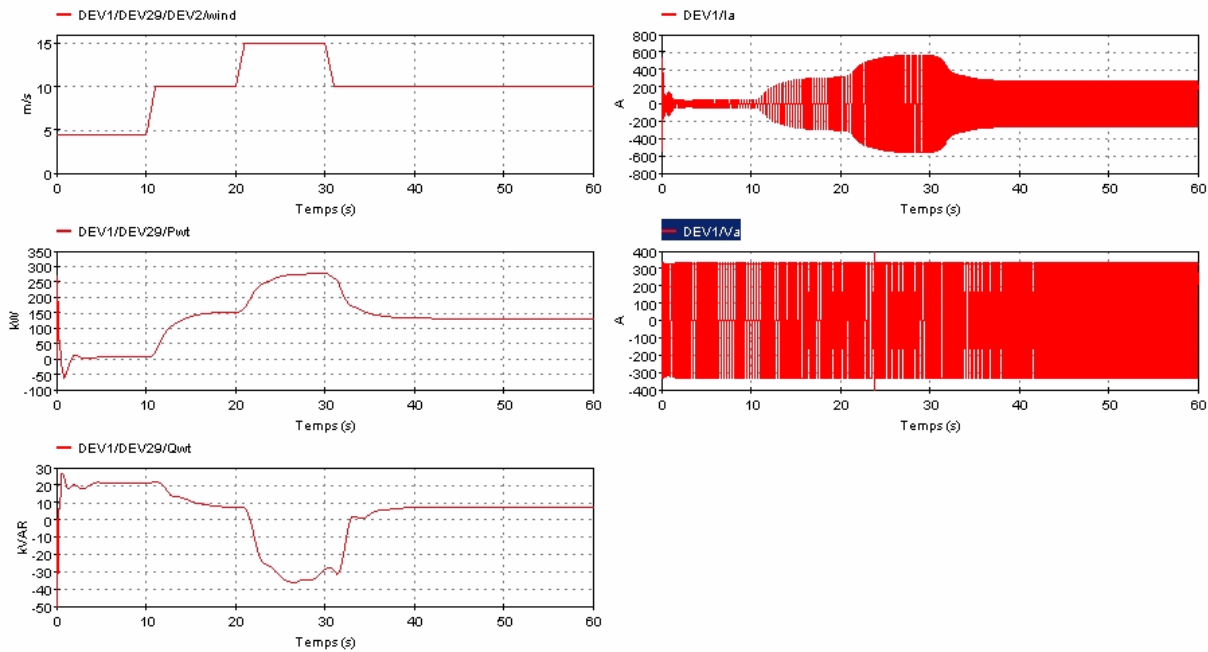 DEV1/DEV29/DEV2/wind
15
10
5
0
m/s
0 10 20 30 40 50 60
Temps (s)
DEV1/Ia
800
600
400
200
0
-200
-400
-600
-800
A
0 10 20 30 40 50 60
Temps (s)
DEV1/DEV29/Pwt
350
300
250
200
150
100
50
0
-50
-100
kW
0 10 20 30 40 50 60
Temps (s)
DEV1/Va
400
300
200
100
0
-100
-200
-300
-400
A
0 10 20 30 40 50 60
Temps (s)
DEV1/DEV29/Qwt
30
20
10
0
-10
-20
-30
-40
-50
kVAR
0 10 20 30 40 50 60
Temps (s)